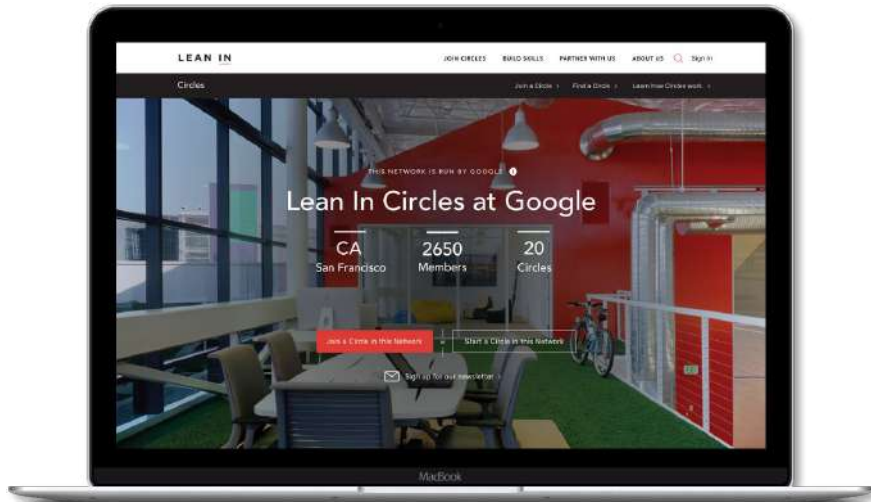 LEAN IN
JOIN CIRCLES BUILD SKILLS PARTNER WITH US ABOUT US Sign In
Circles
Join a Circle › Find a Circle › Learn how Circles work ›
THIS NETWORK IS RUN BY GOOGLE
Lean In Circles at Google
CA 2650 20
San Francisco Members Circles
Join a Circle in this Network or Start a Circle in this Network
Sign up for our newsletter ›
MacBook